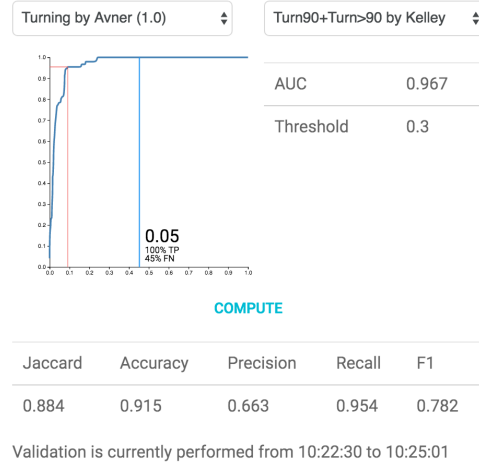 Turning by Avner (1.0)
Turn90+Turn>90 by Kelley
1.0
0.9
0.8
0.7
0.6
0.5
0.4
0.3
0.2
0.1
0.0
0.0 0.1 0.2 0.3 0.4 0.5 0.6 0.7 0.8 0.9 1.0
0.05
100% TP
45% FN
AUC 0.967
Threshold 0.3
COMPUTE
Jaccard Accuracy Precision Recall F1
0.884 0.915 0.663 0.954 0.782
Validation is currently performed from 10:22:30 to 10:25:01